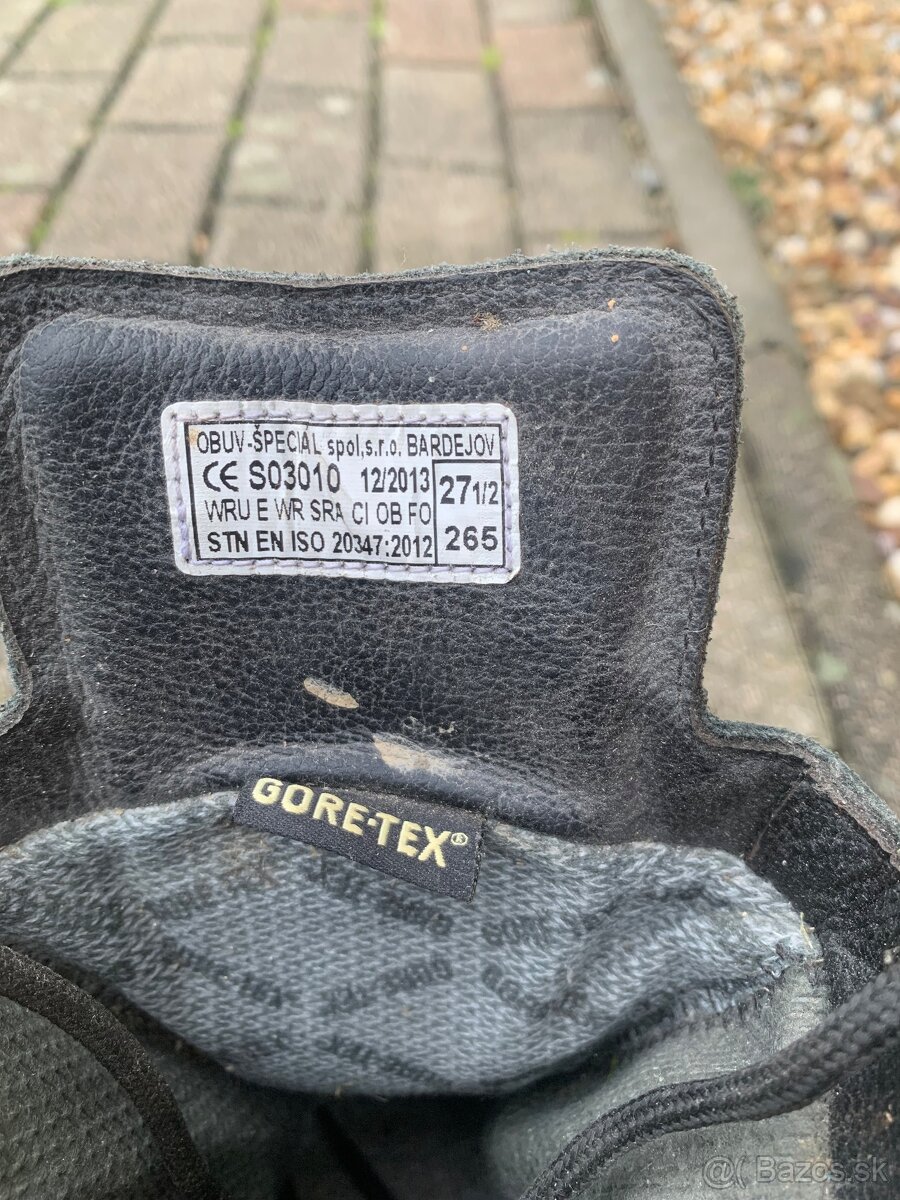 OBUV-ŠPECIAL spol,s.r.o. BARDEJOV
CE S03010 12/2013
WRU E WR SRA CI OB FO
STN EN ISO 20347:2012
27 1/2
265
GORE-TEX®
@( Bazos.sk